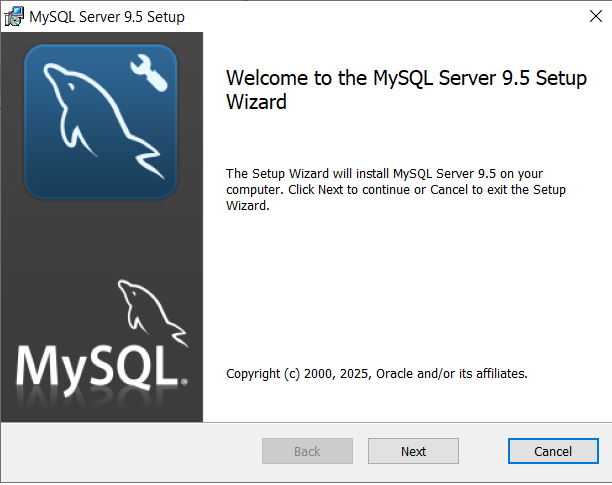 MySQL Server 9.5 Setup
Welcome to the MySQL Server 9.5 Setup
Wizard
The Setup Wizard will install MySQL Server 9.5 on your
computer. Click Next to continue or Cancel to exit the Setup
Wizard.
MySQL®
Copyright (c) 2000, 2025, Oracle and/or its affiliates.
Back
Next
Cancel